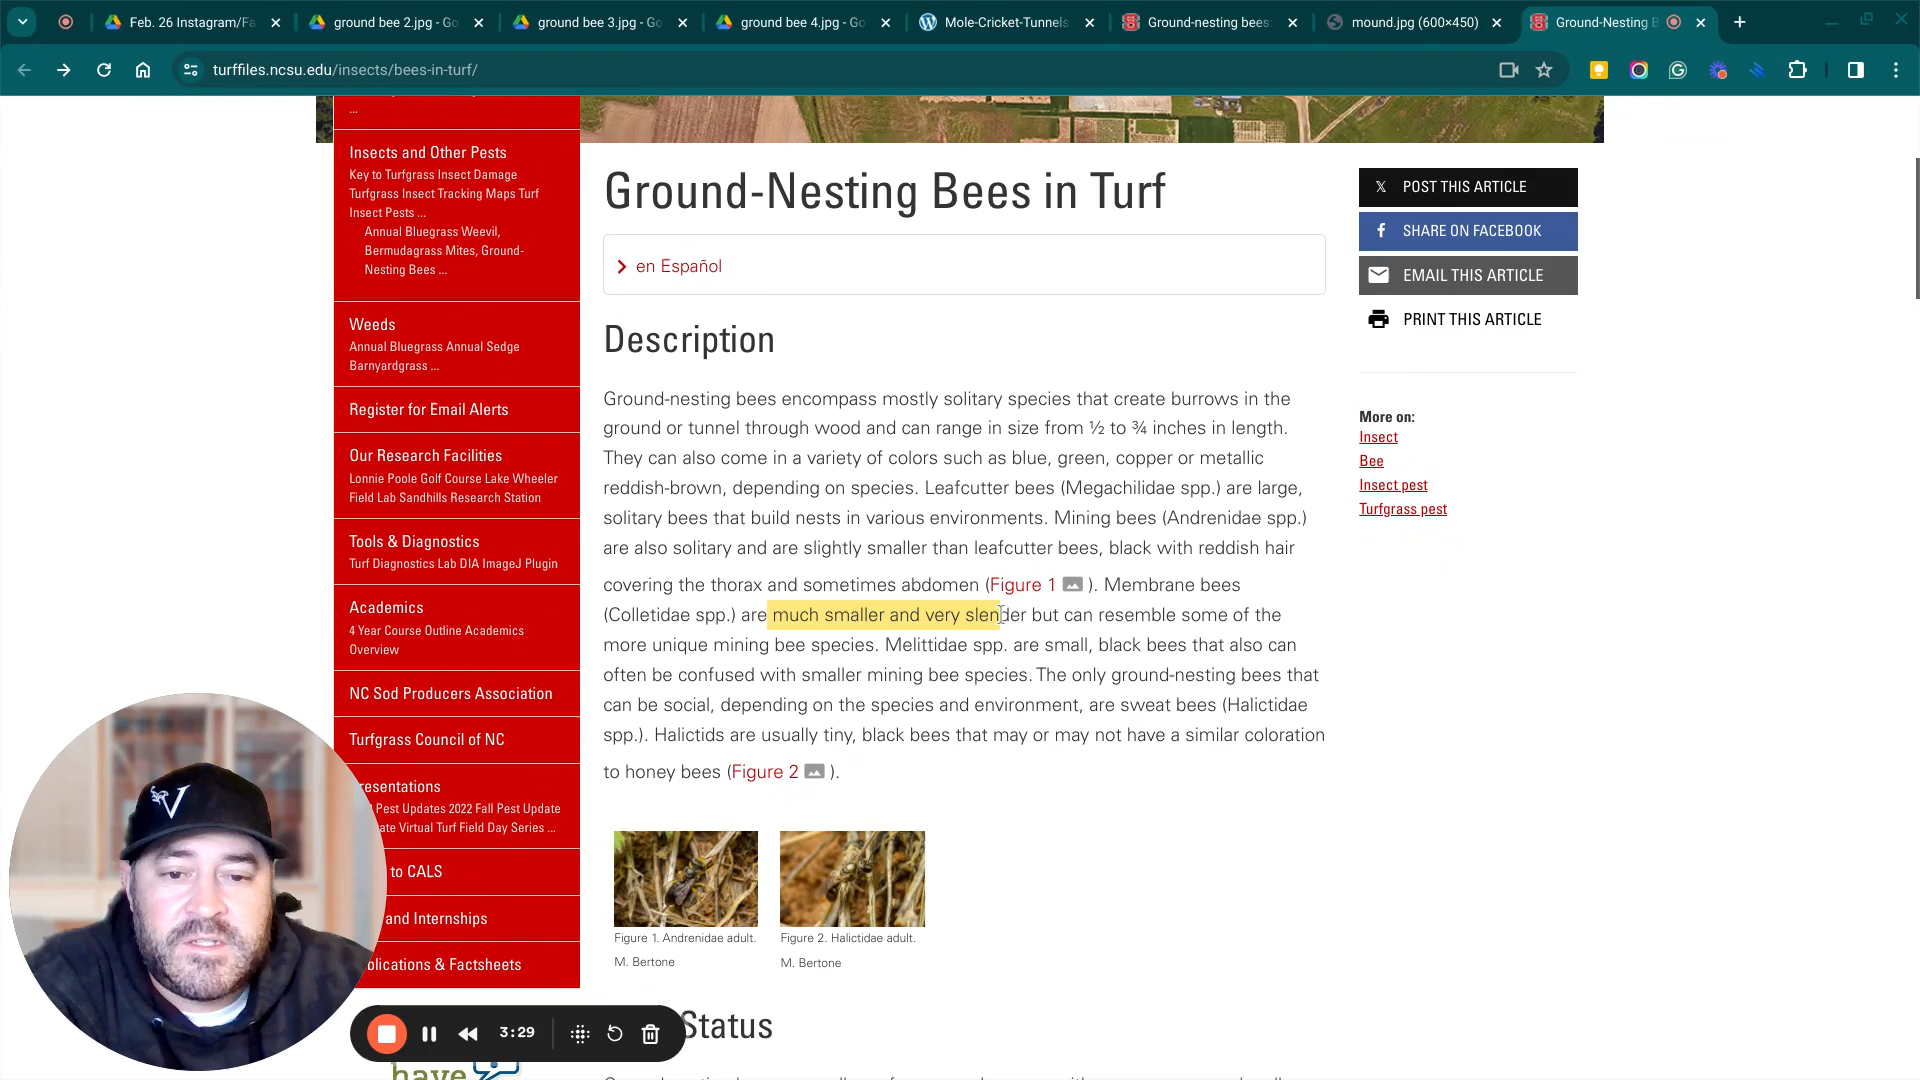 Feb. 26 Instagram/Fa
ground bee 2.jpg - Go
ground bee 3.jpg - Go
ground bee 4.jpg - Go
Mole-Cricket-Tunnels
Ground-nesting bees:
mound.jpg (600×450)
Ground-Nesting B
turffiles.ncsu.edu/insects/bees-in-turf/
...
Insects and Other Pests
Key to Turfgrass Insect Damage
Turfgrass Insect Tracking Maps Turf
Insect Pests ...
Annual Bluegrass Weevil,
Bermudagrass Mites, Ground-
Nesting Bees ...
Weeds
Annual Bluegrass Annual Sedge
Barnyardgrass ...
Register for Email Alerts
Our Research Facilities
Lonnie Poole Golf Course Lake Wheeler
Field Lab Sandhills Research Station
Tools & Diagnostics
Turf Diagnostics Lab DIA ImageJ Plugin
Academics
4 Year Course Outline Academics
Overview
NC Sod Producers Association
Turfgrass Council of NC
resentations
Pest Updates 2022 Fall Pest Update
ate Virtual Turf Field Day Series ...
to CALS
and Internships
blications & Factsheets
Ground-Nesting Bees in Turf
en Español
Description
Ground-nesting bees encompass mostly solitary species that create burrows in the
ground or tunnel through wood and can range in size from ½ to ¾ inches in length.
They can also come in a variety of colors such as blue, green, copper or metallic
reddish-brown, depending on species. Leafcutter bees (Megachilidae spp.) are large,
solitary bees that build nests in various environments. Mining bees (Andrenidae spp.)
are also solitary and are slightly smaller than leafcutter bees, black with reddish hair
covering the thorax and sometimes abdomen (Figure 1 ). Membrane bees
(Colletidae spp.) are much smaller and very slender but can resemble some of the
more unique mining bee species. Melittidae spp. are small, black bees that also can
often be confused with smaller mining bee species. The only ground-nesting bees that
can be social, depending on the species and environment, are sweat bees (Halictidae
spp.). Halictids are usually tiny, black bees that may or may not have a similar coloration
to honey bees (Figure 2 ).
Figure 1. Andrenidae adult.
M. Bertone
Figure 2. Halictidae adult.
M. Bertone
Status
POST THIS ARTICLE
SHARE ON FACEBOOK
EMAIL THIS ARTICLE
PRINT THIS ARTICLE
More on:
Insect
Bee
Insect pest
Turfgrass pest
V
3:29
have